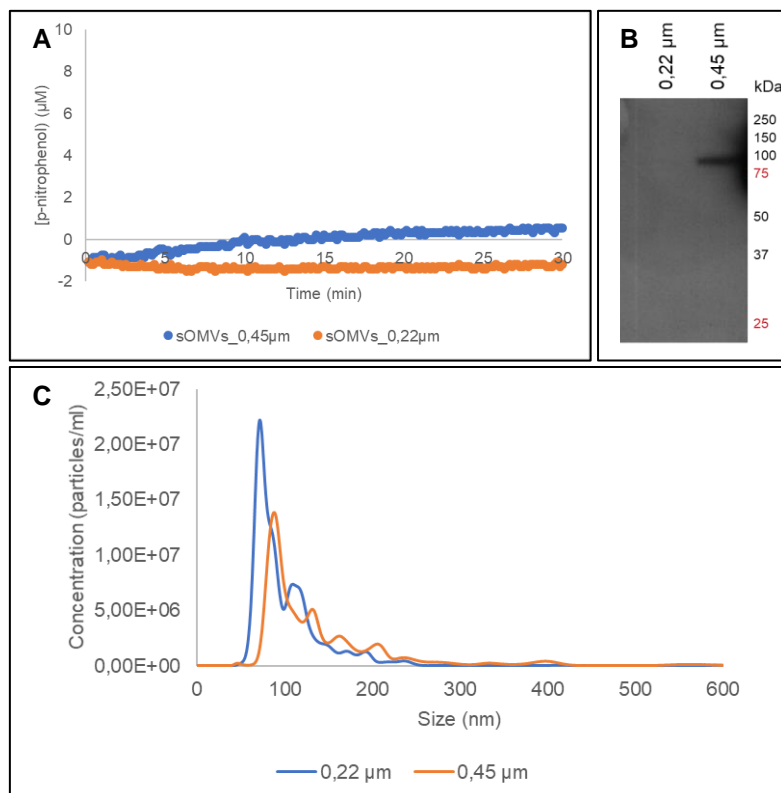 A
[p-nitrophenol) (µM)
10
8
6
4
2
0
-2
0 5 10 15 20 25 30
Time (min)
sOMVs_0,45µm sOMVs_0,22µm
B
0,22 µm 0,45 µm
kDa
250
150
100
75
50
37
25
C
Concentration (particles/ml)
2,50E+07
2,00E+07
1,50E+07
1,00E+07
5,00E+06
0,00E+00
0 100 200 300 400 500 600
Size (nm)
0,22 µm 0,45 µm